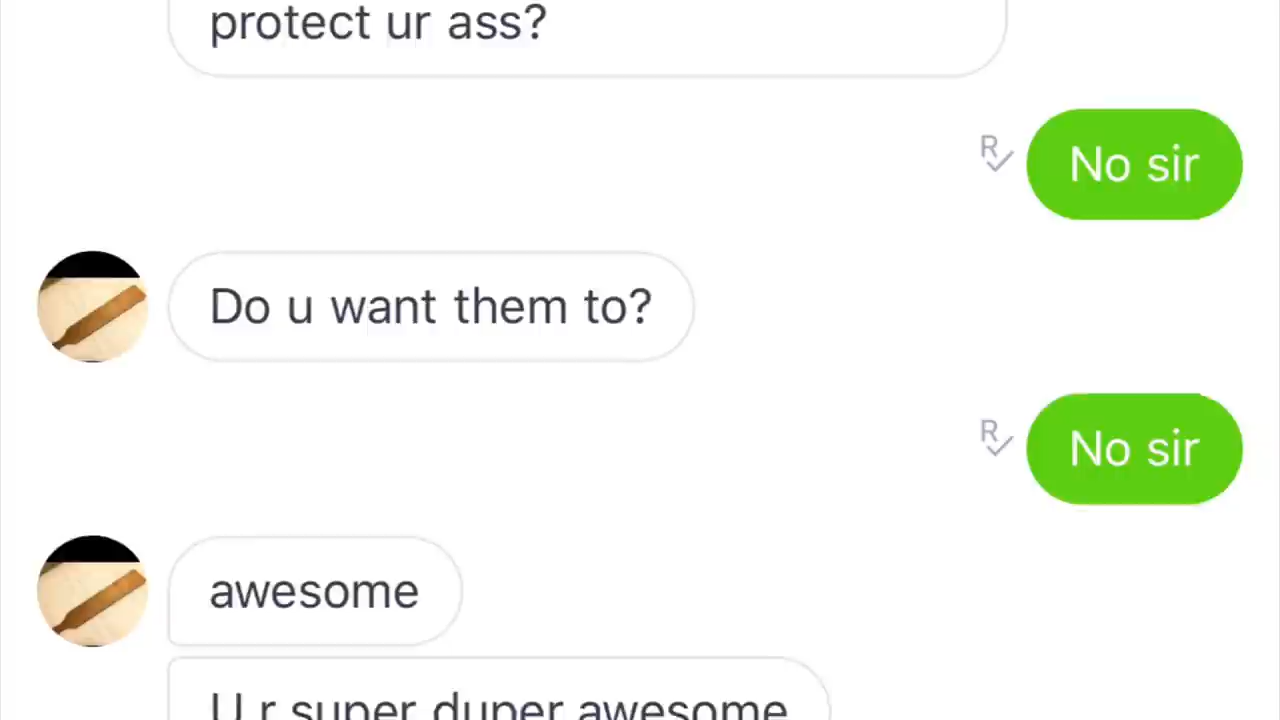 protect ur ass?
R
No sir
Do u want them to?
R
No sir
awesome
U r super duper awesome